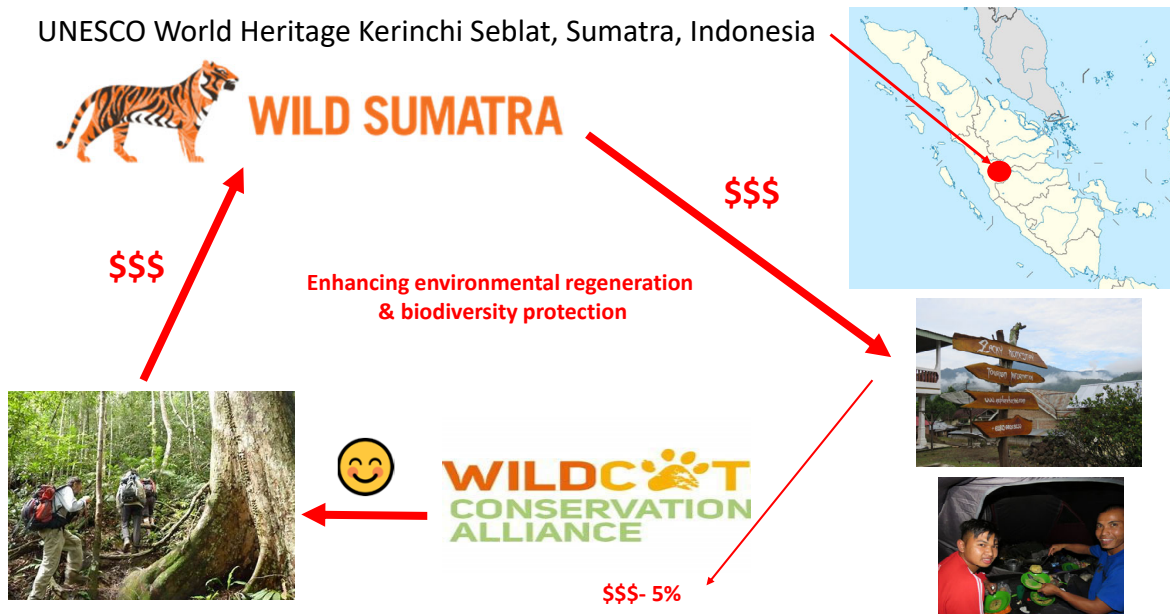 UNESCO World Heritage Kerinchi Seblat, Sumatra, Indonesia
WILD SUMATRA
$$$
$$$
Enhancing environmental regeneration
& biodiversity protection
WILDCAT
CONSERVATION
ALLIANCE
$$$- 5%